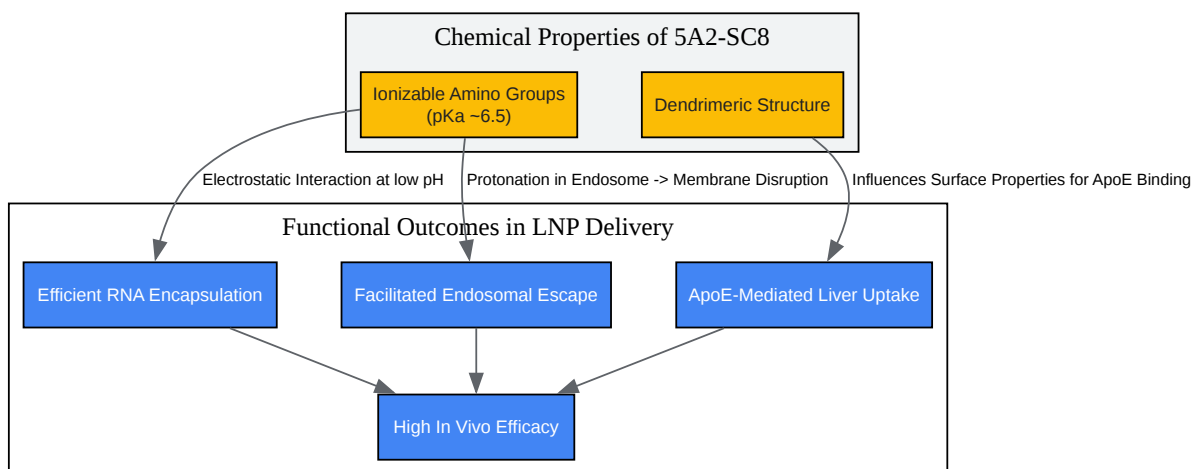 Chemical Properties of 5A2-SC8
Ionizable Amino Groups
(pKa ~6.5)
Dendrimeric Structure
Electrostatic Interaction at low pH
Protonation in Endosome -> Membrane Disruption
Influences Surface Properties for ApoE Binding
Functional Outcomes in LNP Delivery
Efficient RNA Encapsulation
Facilitated Endosomal Escape
ApoE-Mediated Liver Uptake
High In Vivo Efficacy